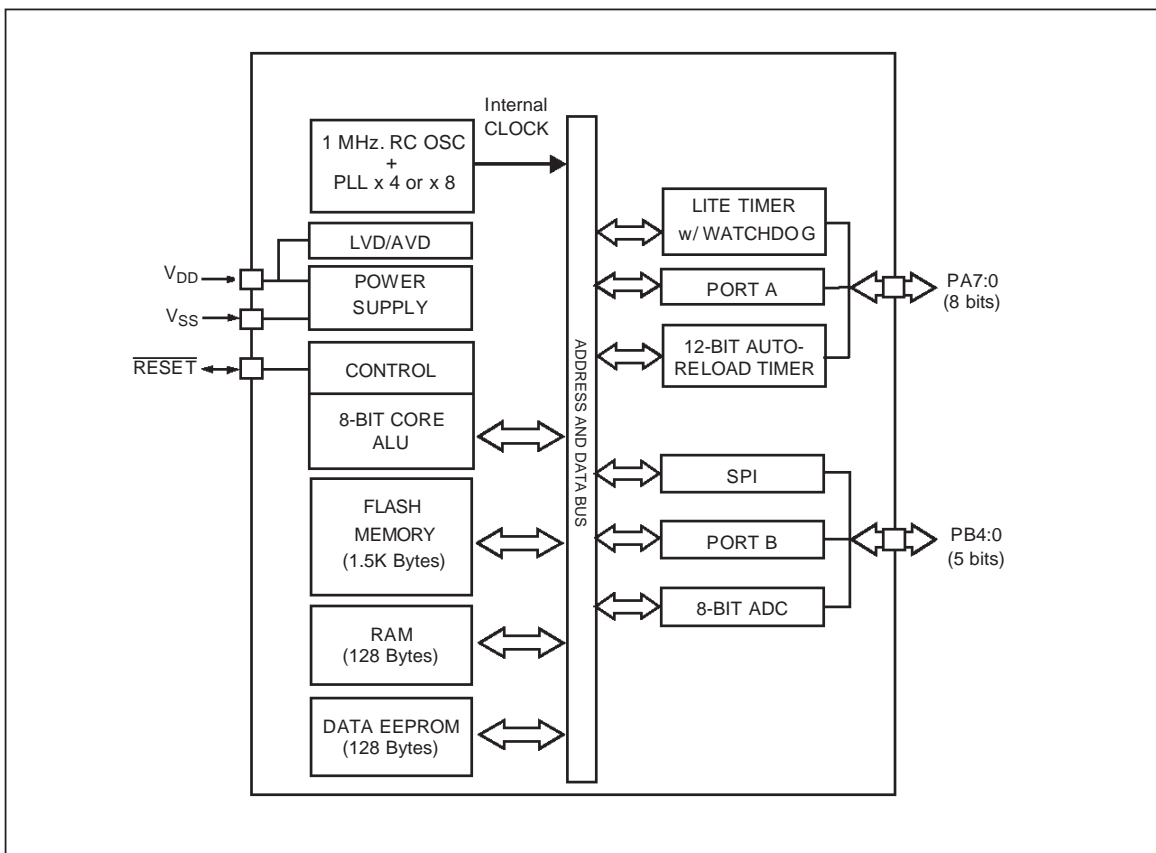 Internal
CLOCK
1 MHz. RC OSC
+
PLL x 4 or x 8
LVD/AVD
VDD
POWER
SUPPLY
VSS
RESET
CONTROL
8-BIT CORE
ALU
FLASH
MEMORY
(1.5K Bytes)
RAM
(128 Bytes)
DATA EEPROM
(128 Bytes)
ADDRESS AND DATA BUS
LITE TIMER
w/ WATCHDOG
PORT A
12-BIT AUTO-
RELOAD TIMER
PA7:0
(8 bits)
SPI
PORT B
8-BIT ADC
PB4:0
(5 bits)